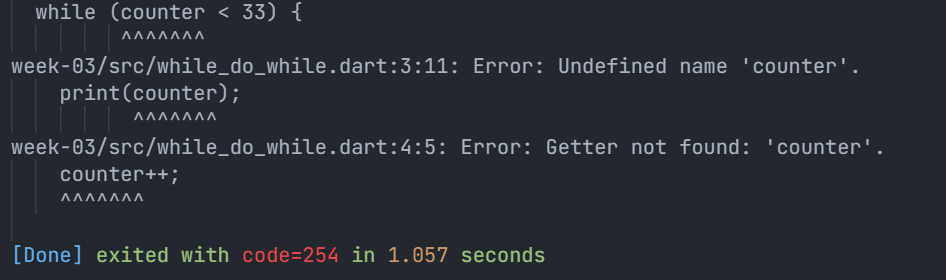 while (counter < 33) {
^^^^^^^
week-03/src/while_do_while.dart:3:11: Error: Undefined name 'counter'.
print(counter);
^^^^^^^
week-03/src/while_do_while.dart:4:5: Error: Getter not found: 'counter'.
counter++;
^^^^^^^
[Done] exited with code=254 in 1.057 seconds